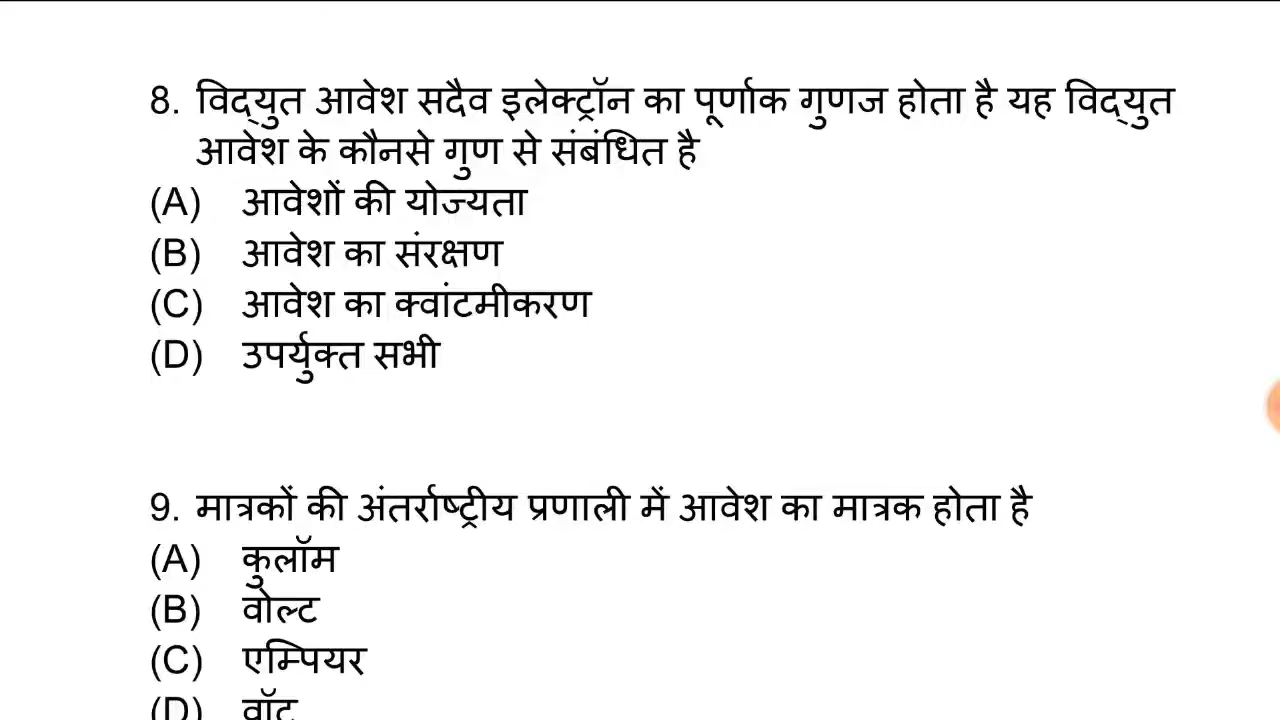 8. विद्युत आवेश सदैव इलेक्ट्रॉन का पूर्णाक गुणज होता है यह विद्युत
आवेश के कौनसे गुण से संबंधित है
(A) आवेशों की योज्यता
(B) आवेश का संरक्षण
(C) आवेश का क्वांटमीकरण
(D) उपर्युक्त सभी
9. मात्रकों की अंतर्राष्ट्रीय प्रणाली में आवेश का मात्रक होता है
(A) कुलॉम
(B) वोल्ट
(C) एम्पियर
(D) वॉट